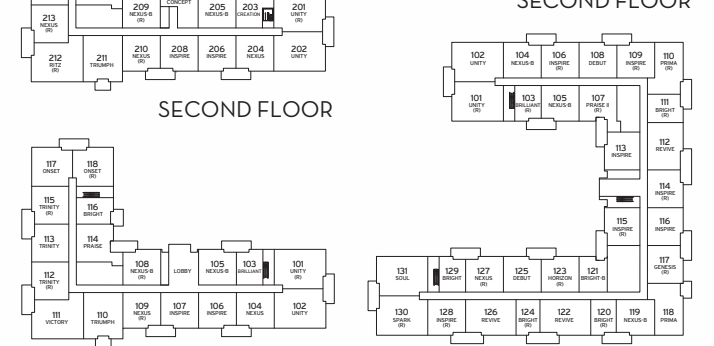 SECOND FLOOR
209
NEXUS-B
(R)
CONCEPT
205
NEXUS-B
203
CREATION
201
UNITY
(R)
213
NEXUS
(R)
212
RITZ
(R)
211
TRIUMPH
210
NEXUS
(R)
208
INSPIRE
206
INSPIRE
204
NEXUS
202
UNITY
SECOND FLOOR
117
ONSET
118
ONSET
(R)
115
TRINITY
(R)
116
BRIGHT
113
TRINITY
114
PRAISE
112
TRINITY
(R)
108
NEXUS-B
(R)
LOBBY
105
NEXUS-B
103
BRILLIANT
101
UNITY
(R)
111
VICTORY
110
TRIUMPH
109
NEXUS
(R)
107
INSPIRE
106
INSPIRE
104
NEXUS
102
UNITY
102
UNITY
104
NEXUS-B
106
INSPIRE
(R)
108
DEBUT
109
INSPIRE
(R)
110
PRIMA
(R)
101
UNITY
(R)
103
BRILLIANT
(R)
105
NEXUS-B
107
PRAISE II
(R)
111
BRIGHT
(R)
113
INSPIRE
112
REVIVE
114
INSPIRE
(R)
115
INSPIRE
(R)
116
INSPIRE
117
GENESIS
(R)
131
SOUL
129
BRIGHT
127
NEXUS
(R)
125
DEBUT
123
HORIZON
(R)
121
BRIGHT-B
130
SPARK
(R)
128
INSPIRE
(R)
126
REVIVE
124
BRIGHT
(R)
122
REVIVE
120
BRIGHT
(R)
119
NEXUS-B
118
PRIMA